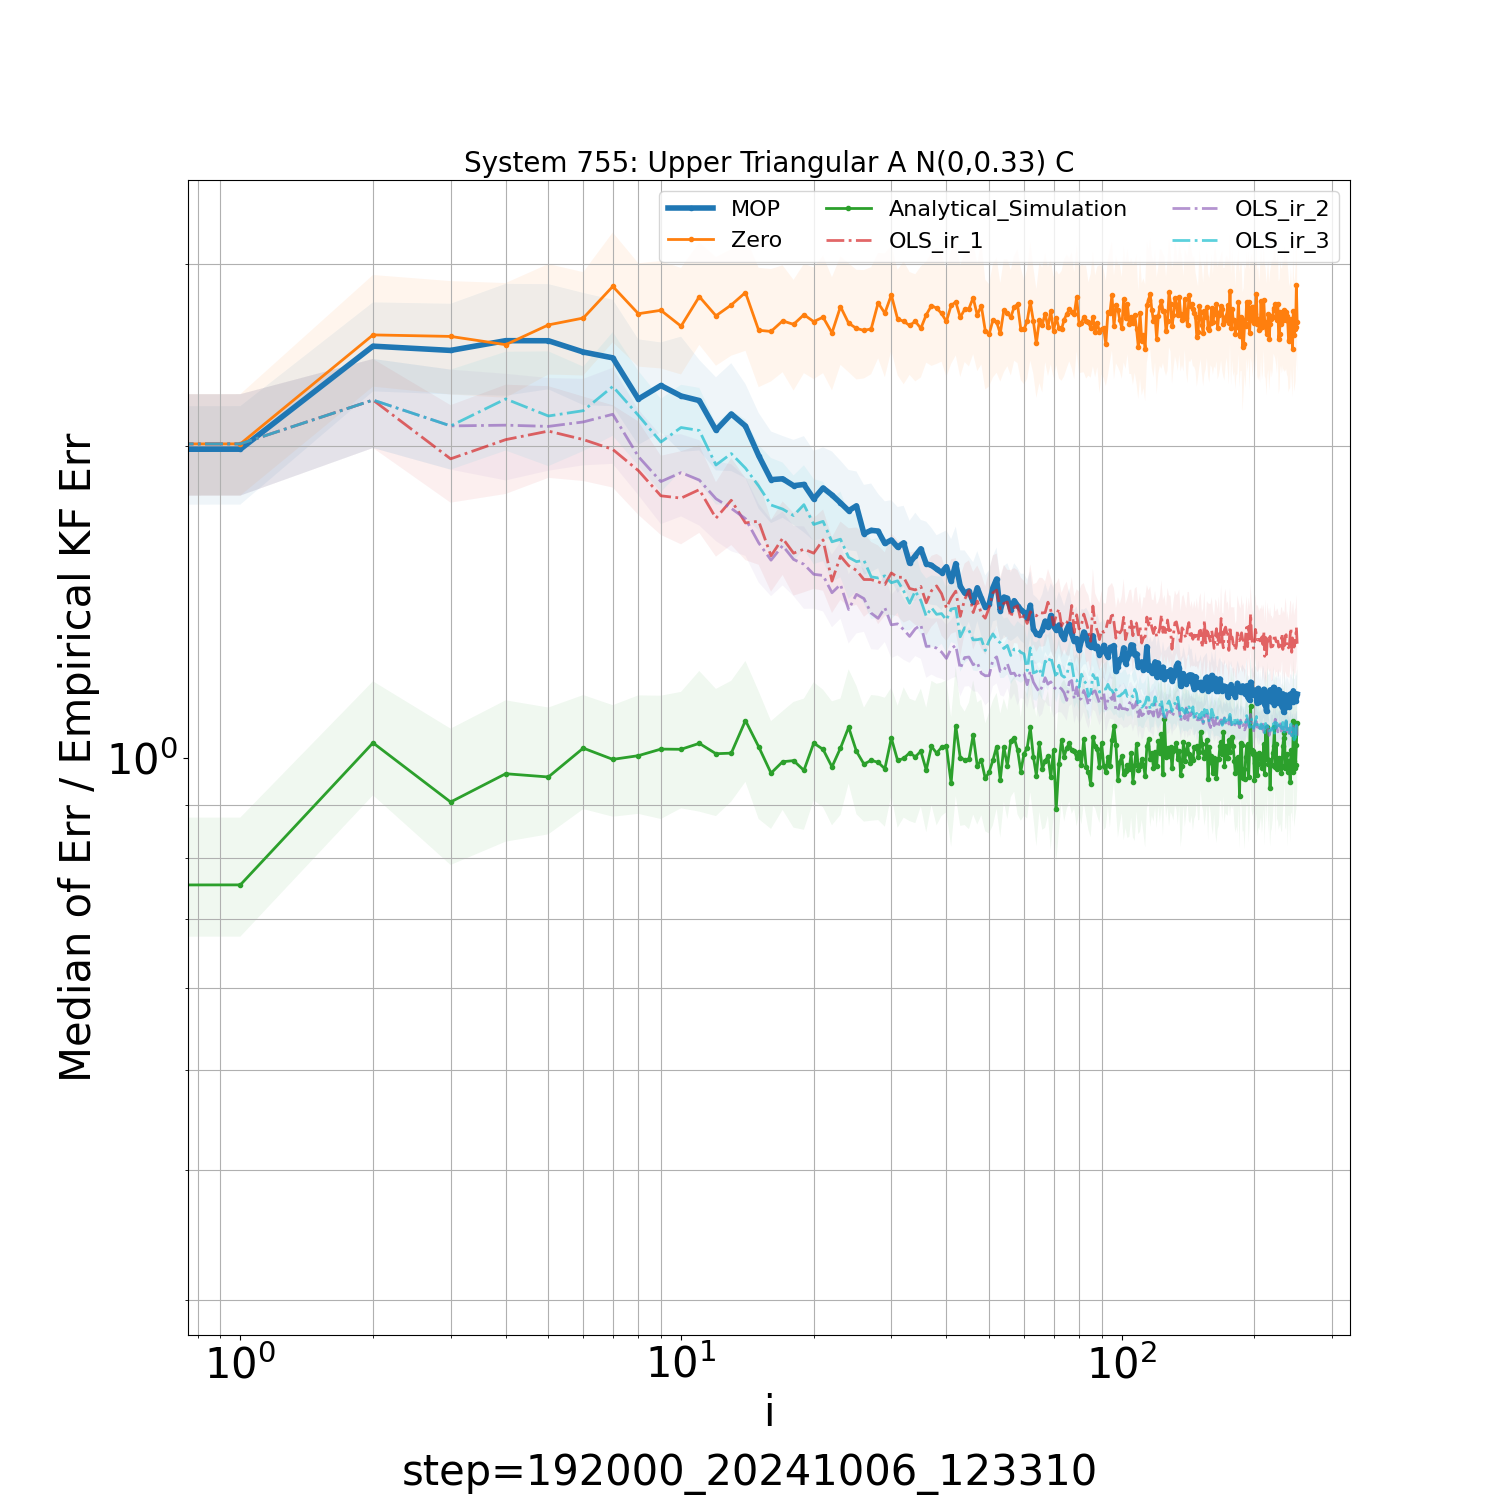 System 755: Upper Triangular A N(0,0.33) C
MOP
Zero
Analytical_Simulation
OLS_ir_1
OLS_ir_2
OLS_ir_3
Median of Err / Empirical KF Err
10⁰
10⁰
10¹
10²
i
step=192000_20241006_123310